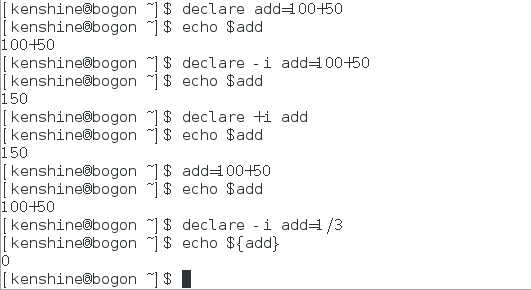 [kenshine@bogon ~]$ declare add=100+50
[kenshine@bogon ~]$ echo $add
100+50
[kenshine@bogon ~]$ declare -i add=100+50
[kenshine@bogon ~]$ echo $add
150
[kenshine@bogon ~]$ declare +i add
[kenshine@bogon ~]$ echo $add
150
[kenshine@bogon ~]$ add=100+50
[kenshine@bogon ~]$ echo $add
100+50
[kenshine@bogon ~]$ declare -i add=1/3
[kenshine@bogon ~]$ echo ${add}
0
[kenshine@bogon ~]$